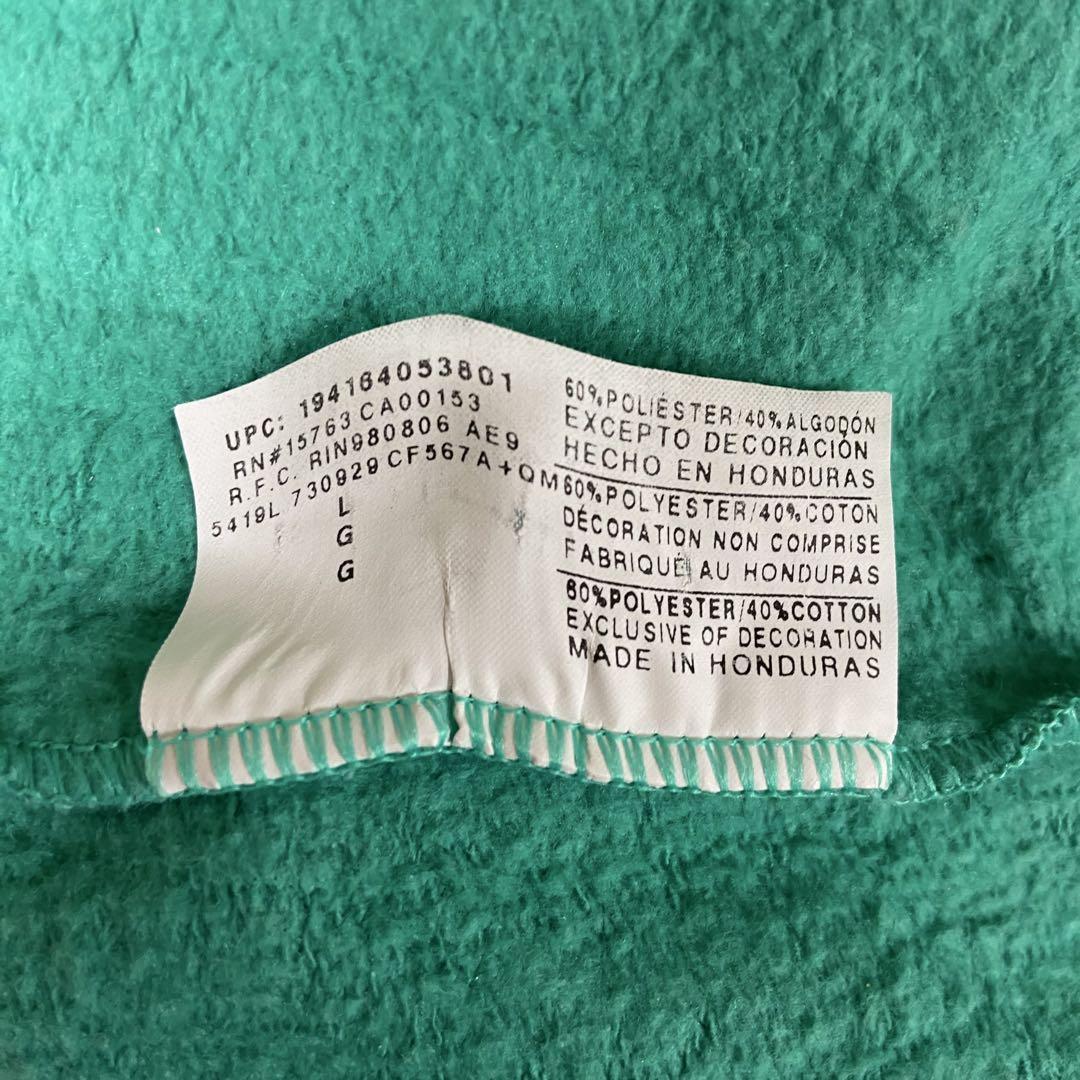 UPC: 194164053801
RN#15763 CA00153
R.F.C. RIN980806 AE9
5419L 730929 CF567A+QM
L
G
G
60%POLIÉSTER/40%ALGODÓN
EXCEPTO DECORACIÓN
HECHO EN HONDURAS
60%POLYESTER/40%COTON
DÉCORATION NON COMPRISE
FABRIQUÉ AU HONDURAS
60%POLYESTER/40%COTTON
EXCLUSIVE OF DECORATION
MADE IN HONDURAS